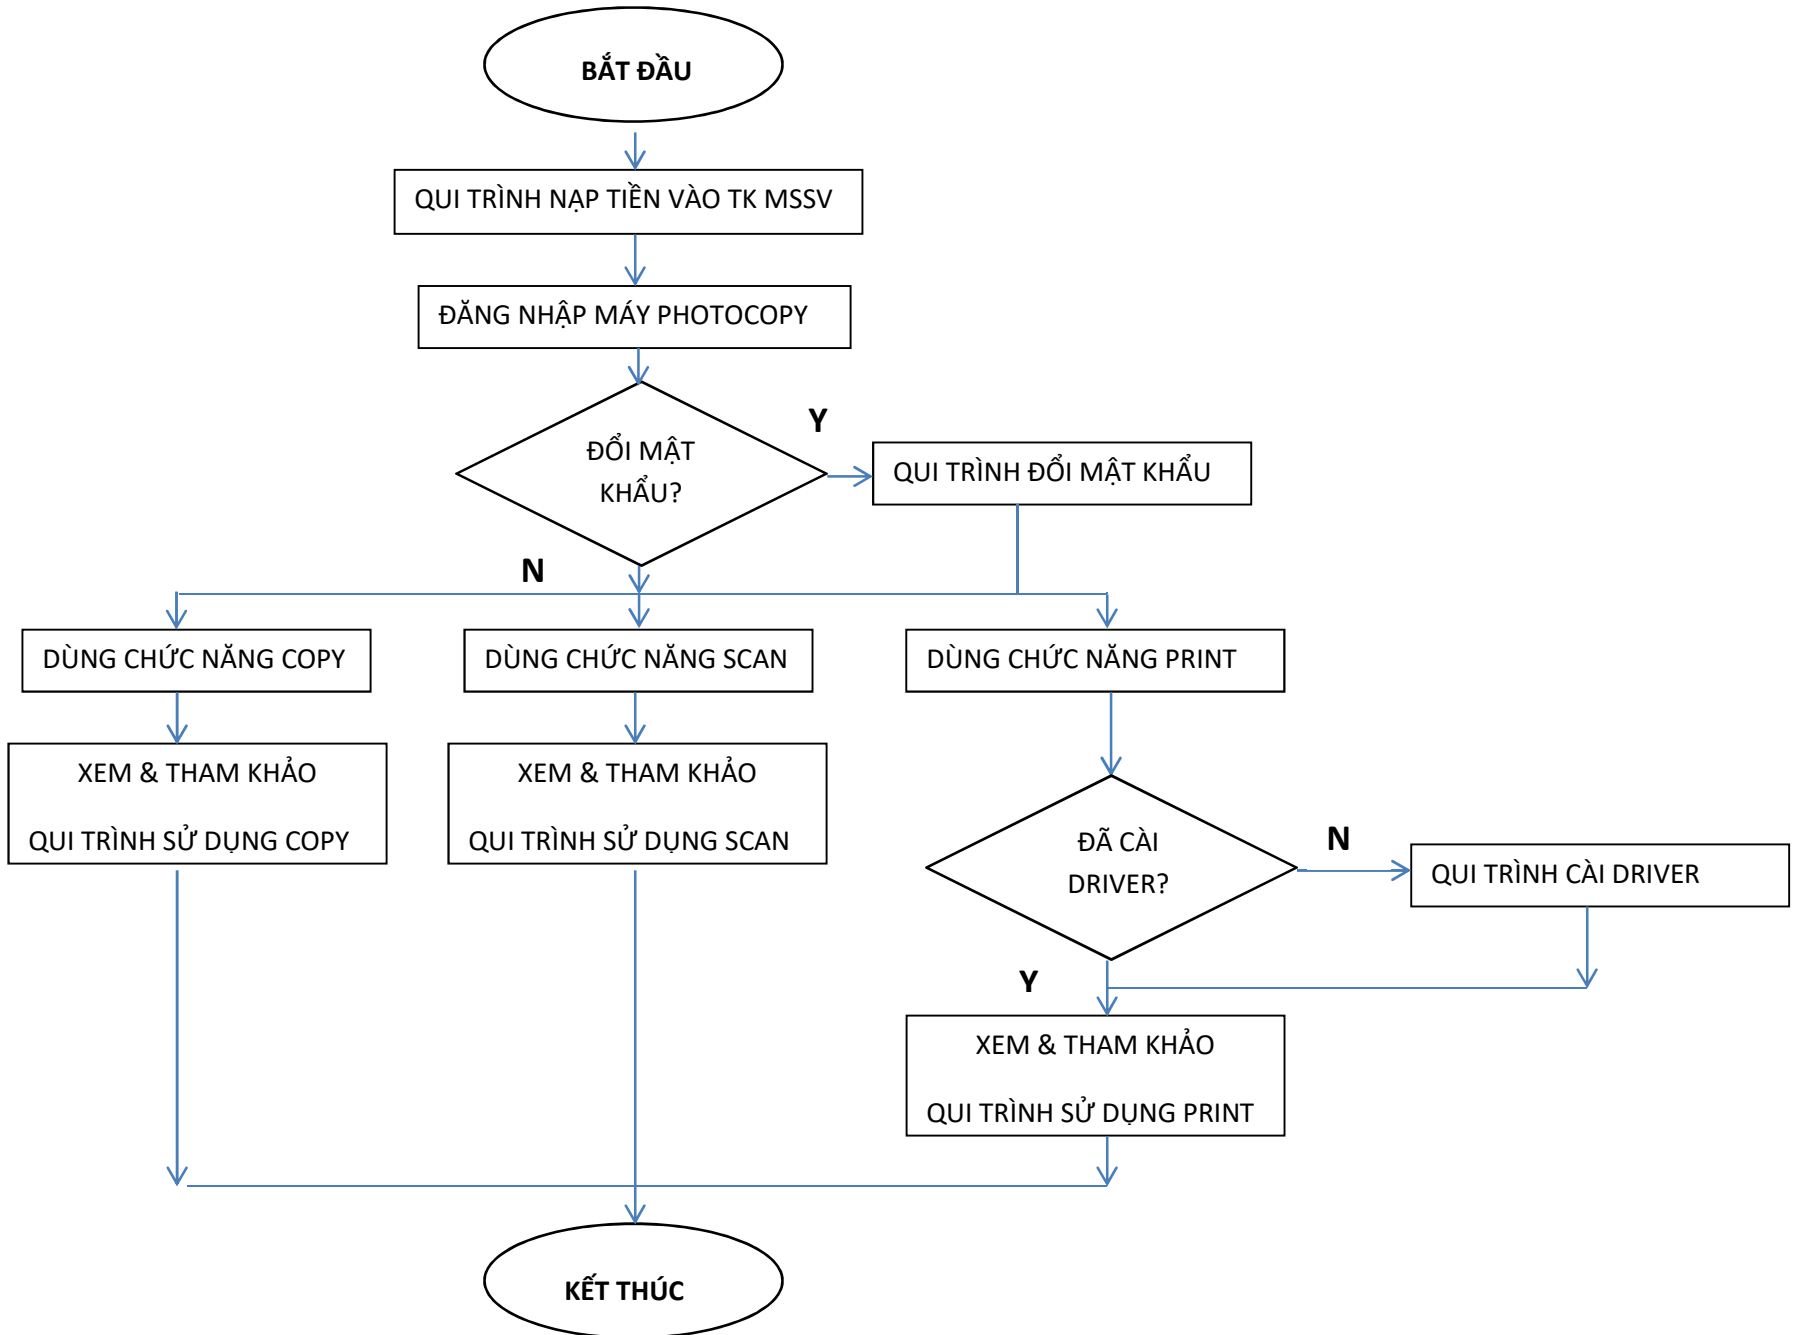 BẮT ĐẦU
QUI TRÌNH NẠP TIỀN VÀO TK MSSV
ĐĂNG NHẬP MÁY PHOTOCOPY
ĐỔI MẬT
KHẨU?
Y
QUI TRÌNH ĐỔI MẬT KHẨU
N
DÙNG CHỨC NĂNG COPY
DÙNG CHỨC NĂNG SCAN
DÙNG CHỨC NĂNG PRINT
XEM & THAM KHẢO
QUI TRÌNH SỬ DỤNG COPY
XEM & THAM KHẢO
QUI TRÌNH SỬ DỤNG SCAN
ĐÃ CÀI
DRIVER?
N
QUI TRÌNH CÀI DRIVER
Y
XEM & THAM KHẢO
QUI TRÌNH SỬ DỤNG PRINT
KẾT THÚC